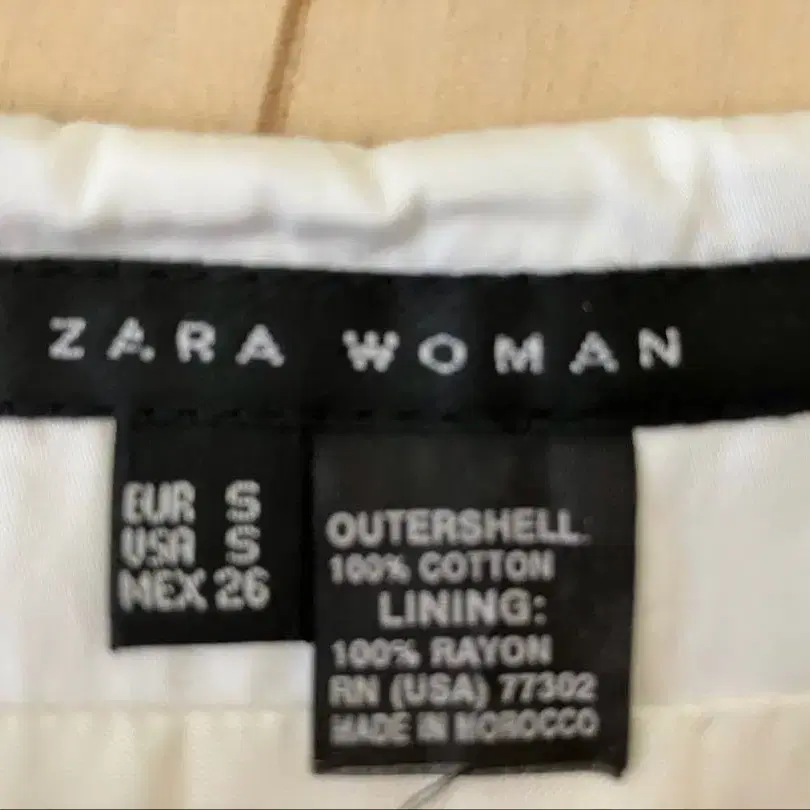 ZARA WOMAN
EUR S
USA S
MEX 26
OUTERSHELL:
100% COTTON
LINING:
100% RAYON
RN (USA) 77302
MADE IN MOROCCO